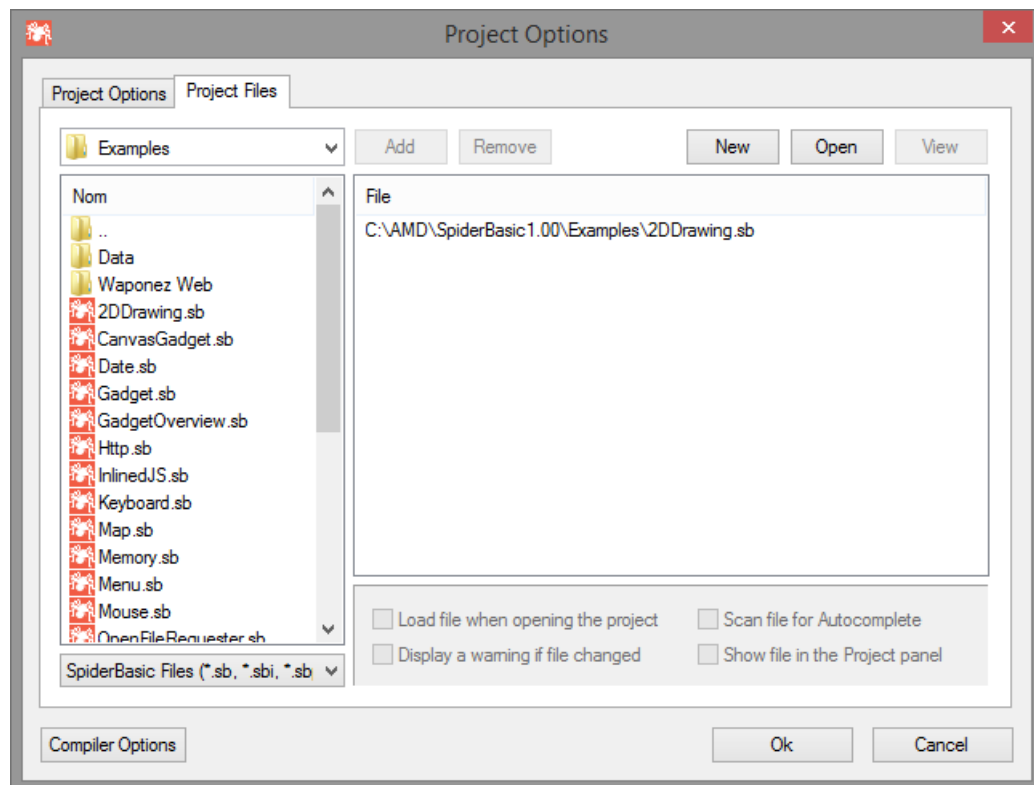 Project Options
Project Options Project Files
Examples Add Remove New Open View
Nom
..
Data
Waponez Web
2DDrawing.sb
CanvasGadget.sb
Date.sb
Gadget.sb
GadgetOverview.sb
Http.sb
InlinedJS.sb
Keyboard.sb
Map.sb
Memory.sb
Menu.sb
Mouse.sb
OpenFileRequester.sb
SpiderBasic Files (*.sb, *.sbi, *.sb
File
C:\AMD\SpiderBasic1.00\Examples\2DDrawing.sb
Load file when opening the project Scan file for Autocomplete
Display a warning if file changed Show file in the Project panel
Compiler Options Ok Cancel